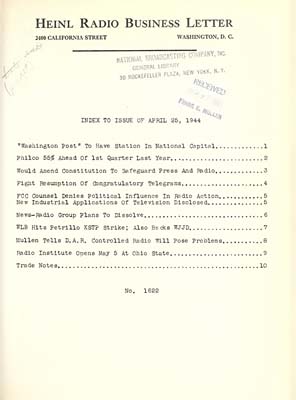 HEINL RADIO BUSINESS LETTER
2400 CALIFORNIA STREET WASHINGTON, D. C.
NATIONAL BROADCASTING COMPANY, INC.
GENERAL LIBRARY
30 ROCKEFELLER PLAZA, NEW YORK, N. Y.
RECEIVED
FRANK E. MULLEN
INDEX TO ISSUE OF APRIL 25, 1944
"Washington Post" To Have Station In National Capital.............1
Philco 56% Ahead Of 1st Quarter Last Year.........................2
Would Amend Constitution To Safeguard Press And Radio.............3
Fight Resumption Of Congratulatory Telegrams......................4
FCC Counsel Denies Political Influence In Radio Action............5
New Industrial Applications Of Television Disclosed...............5
News-Radio Group Plans To Dissolve................................6
WLB Hits Petrillo KSTP Strike; Also Backs WJJD....................7
Mullen Tells D.A.R. Controlled Radio Will Pose Problems...........8
Radio Institute Opens May 5 At Ohio State.........................9
Trade Notes......................................................10
No. 1622